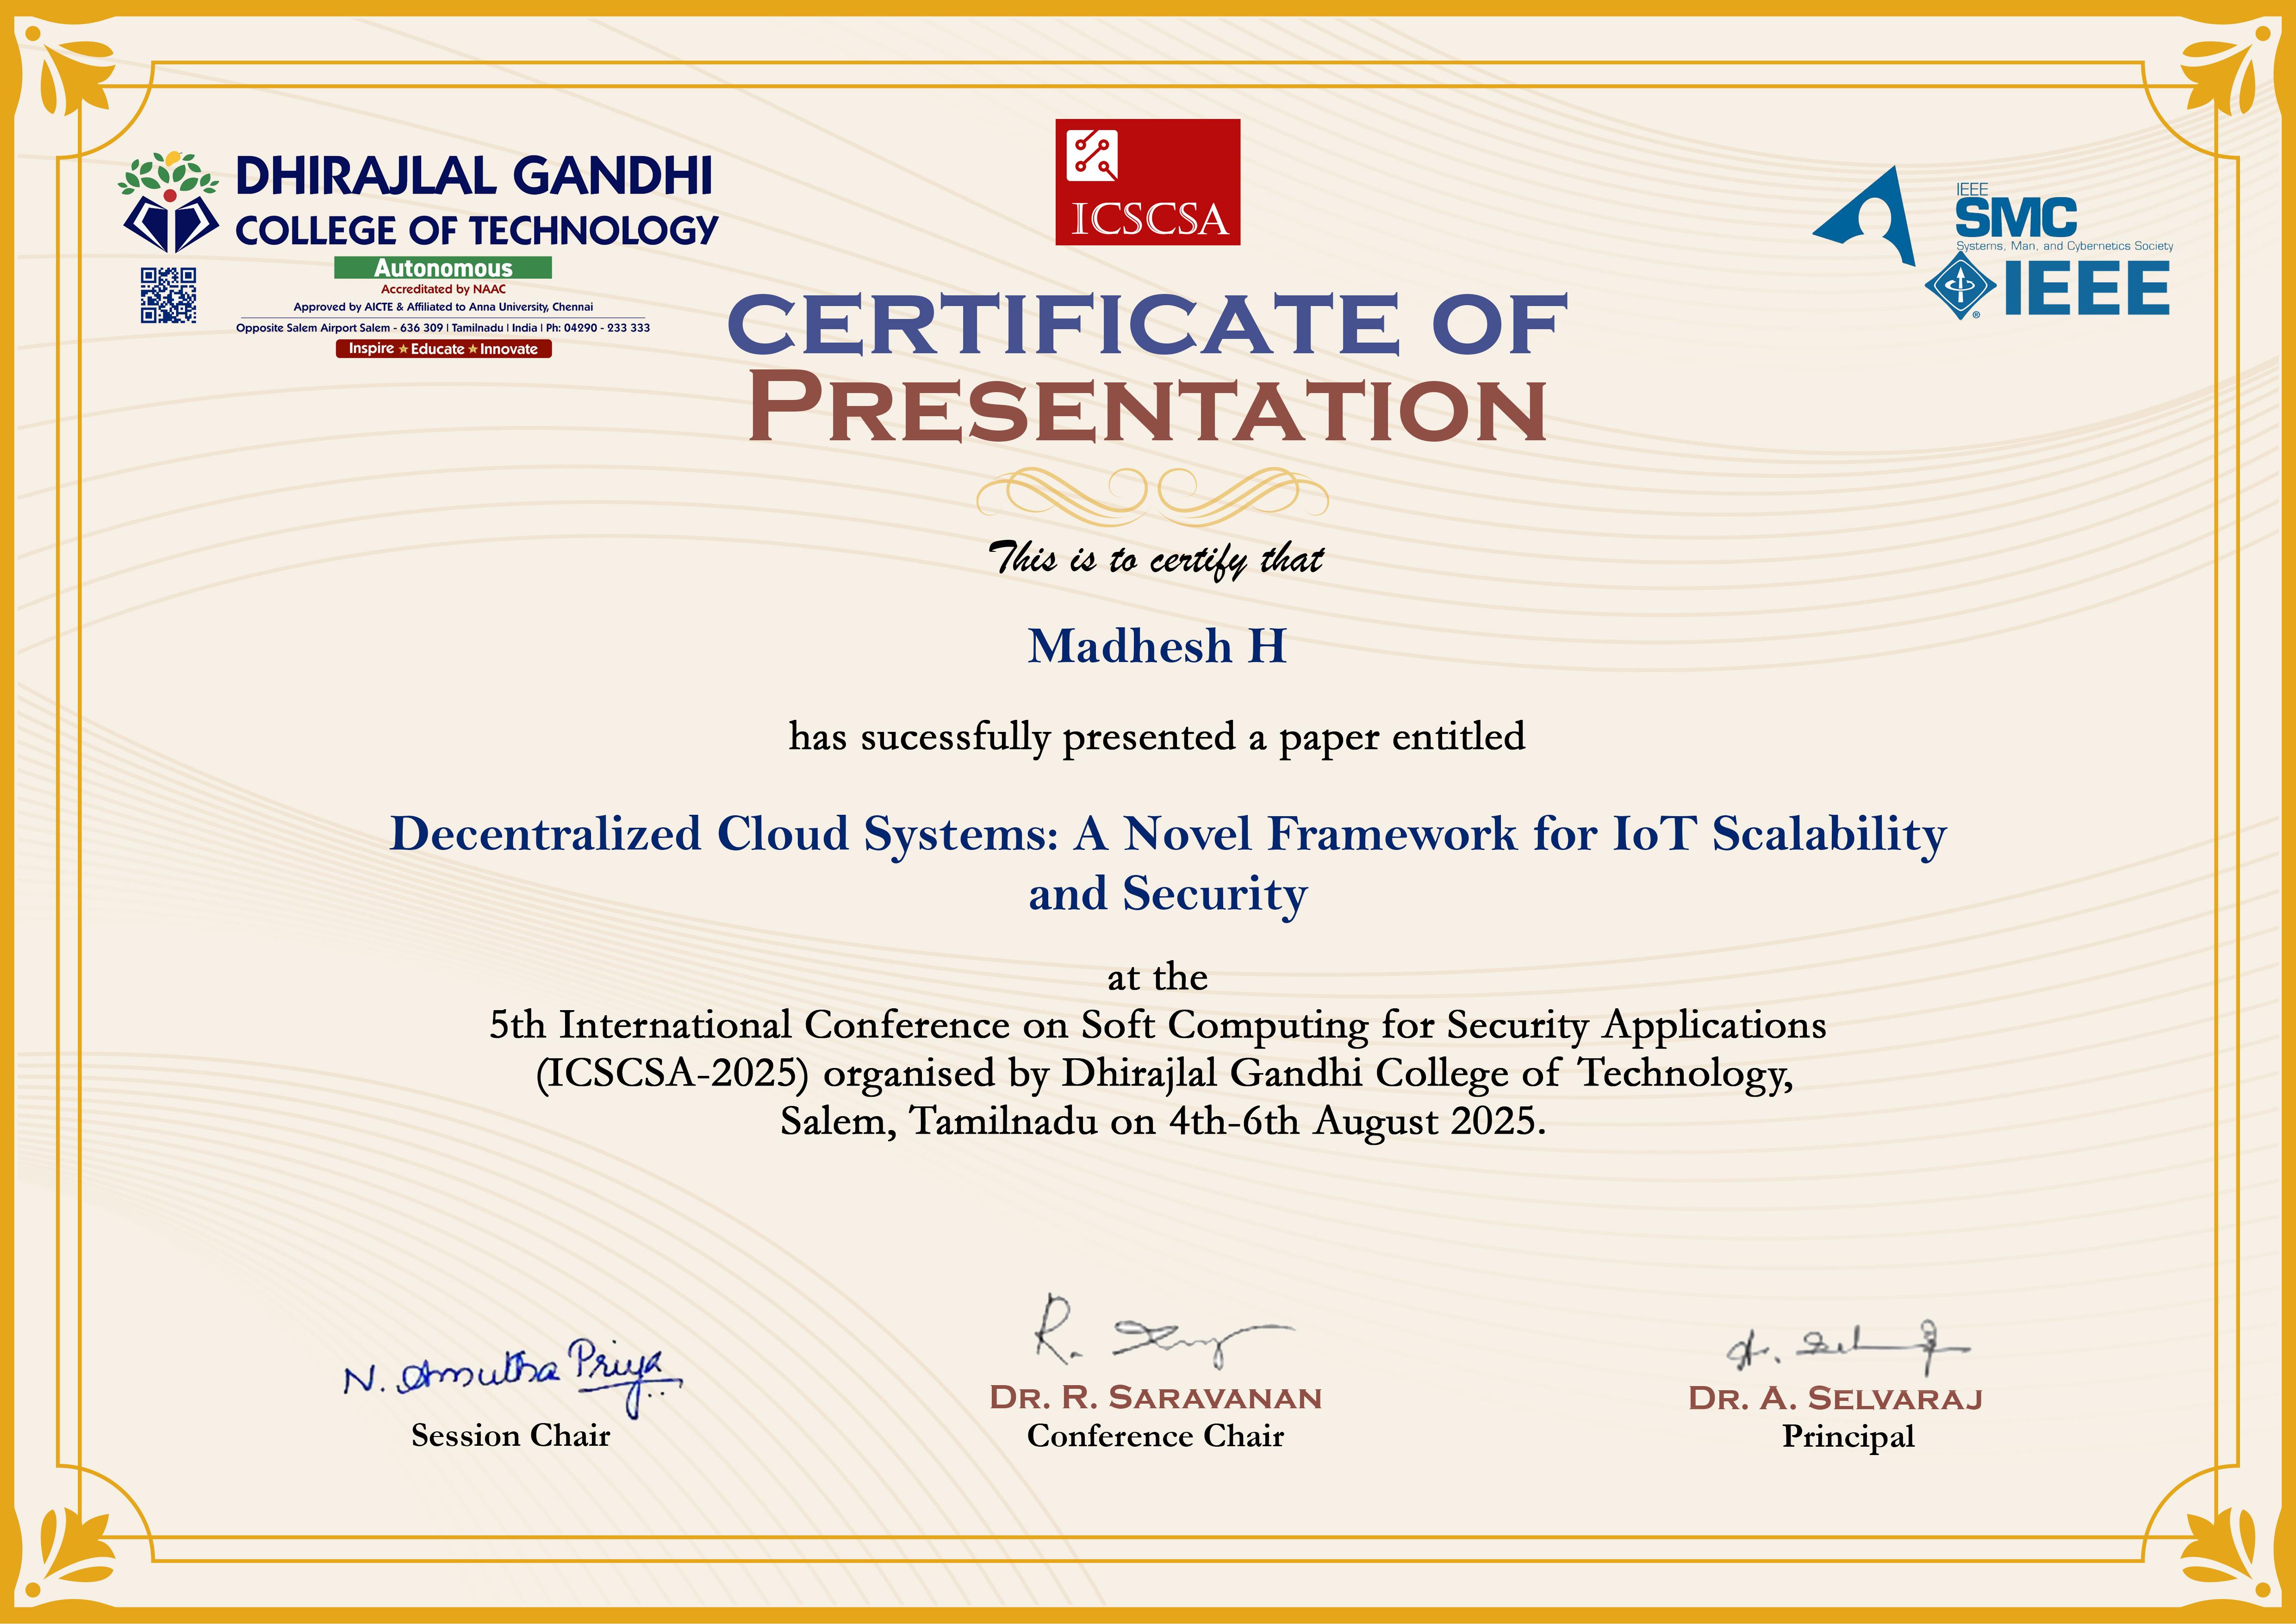 DHIRAJLAL GANDHI
COLLEGE OF TECHNOLOGY
Autonomous
Accreditated by NAAC
Approved by AICTE & Affiliated to Anna University, Chennai
Opposite Salem Airport Salem - 636 309 | Tamilnadu | India | Ph: 04290 - 233 333
Inspire ★ Educate ★ Innovate
ICSCSA
IEEE
SMC
Systems, Man, and Cybernetics Society
IEEE
®
CERTIFICATE OF
PRESENTATION
This is to certify that
Madhesh H
has sucessfully presented a paper entitled
Decentralized Cloud Systems: A Novel Framework for IoT Scalability
and Security
at the
5th International Conference on Soft Computing for Security Applications
(ICSCSA-2025) organised by Dhirajlal Gandhi College of Technology,
Salem, Tamilnadu on 4th-6th August 2025.
N. Amutha Priya
Session Chair
DR. R. SARAVANAN
Conference Chair
DR. A. SELVARAJ
Principal